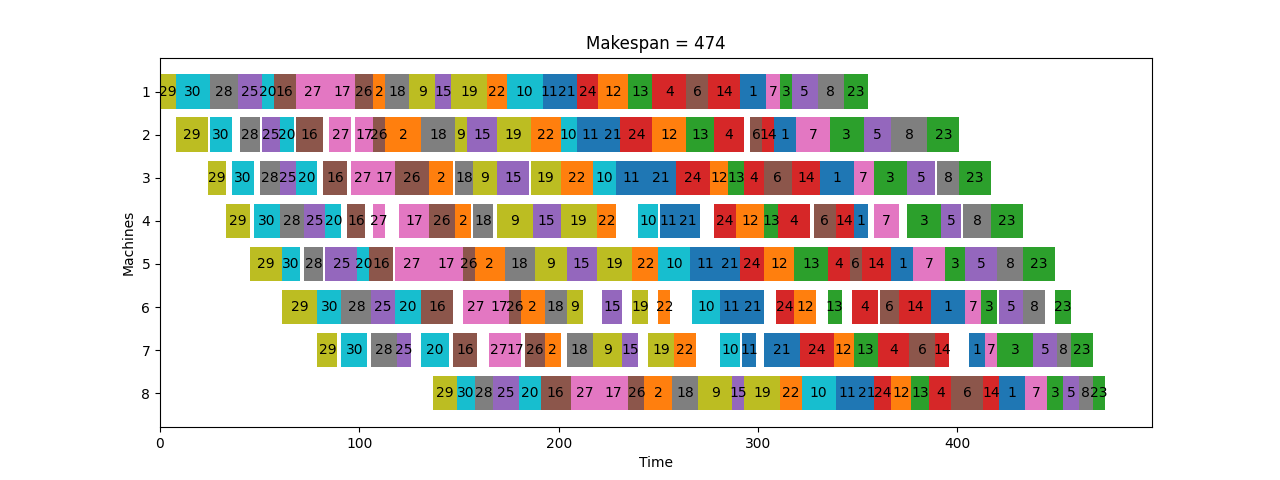 Makespan = 474
1 29 30 28 25 20 16 27 17 26 2 18 9 15 19 22 10 11 21 24 12 13 4 6 14 1 7 3 5 8 23
2 29 30 28 25 20 16 27 17 26 2 18 9 15 19 22 10 11 21 24 12 13 4 6 14 1 7 3 5 8 23
3 29 30 28 25 20 16 27 17 26 2 18 9 15 19 22 10 11 21 24 12 13 4 6 14 1 7 3 5 8 23
4 29 30 28 25 20 16 27 17 26 2 18 9 15 19 22 10 11 21 24 12 13 4 6 14 1 7 3 5 8 23
5 29 30 28 25 20 16 27 17 26 2 18 9 15 19 22 10 11 21 24 12 13 4 6 14 1 7 3 5 8 23
6 29 30 28 25 20 16 27 17 26 2 18 9 15 19 22 10 11 21 24 12 13 4 6 14 1 7 3 5 8 23
7 29 30 28 25 20 16 27 17 26 2 18 9 15 19 22 10 11 21 24 12 13 4 6 14 1 7 3 5 8 23
8 29 30 28 25 20 16 27 17 26 2 18 9 15 19 22 10 11 21 24 12 13 4 6 14 1 7 3 5 8 23
Machines
0 100 200 300 400
Time